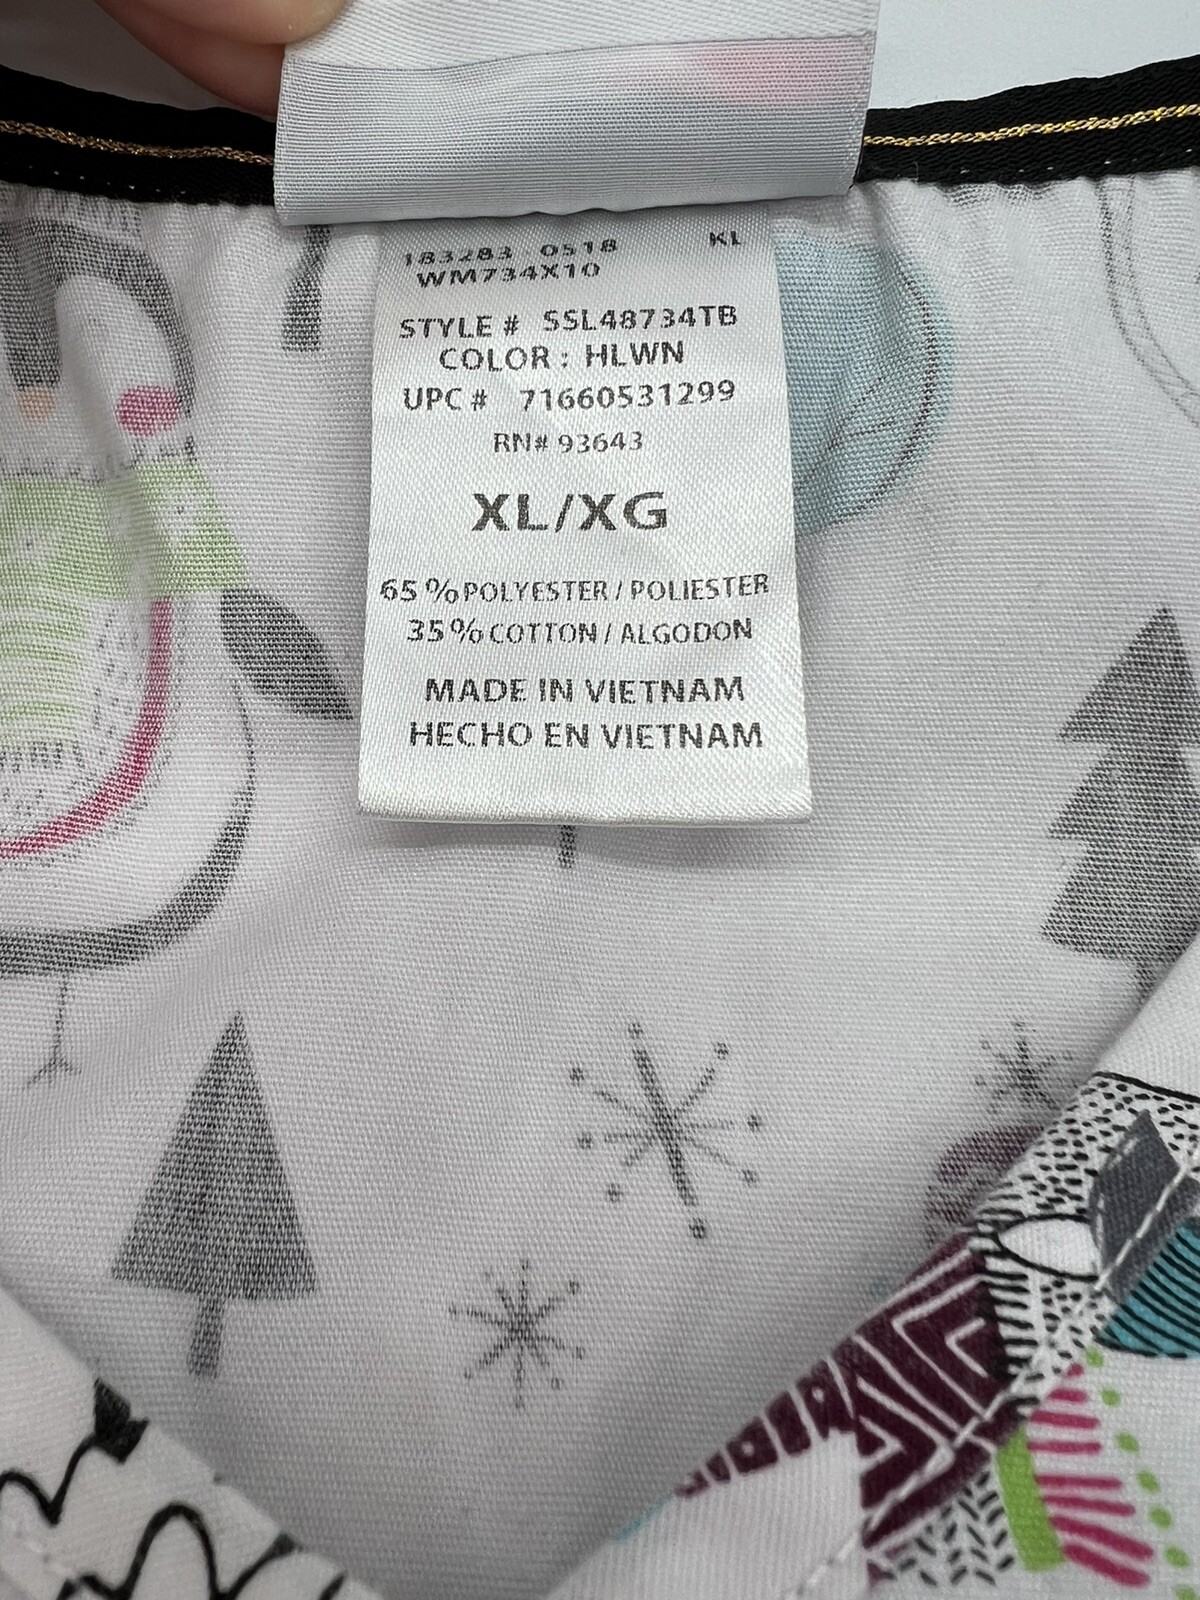 183283 0518 KL
WM734X10
STYLE # SSL48734TB
COLOR : HLWN
UPC # 71660531299
RN# 93643
XL/XG
65%POLYESTER / POLIESTER
35%COTTON / ALGODON
MADE IN VIETNAM
HECHO EN VIETNAM